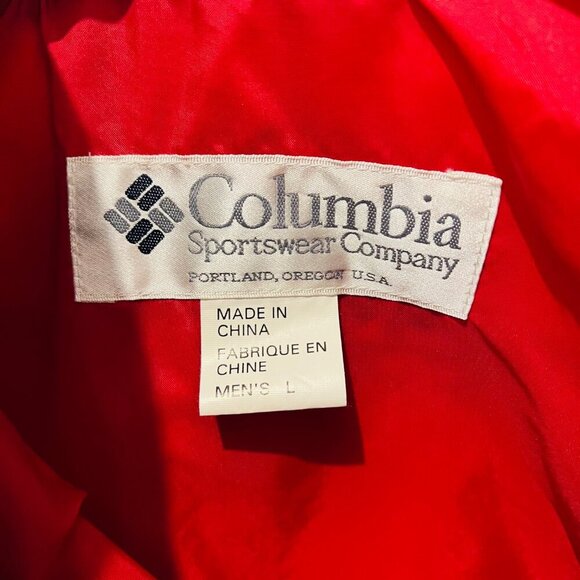 Columbia
Sportswear Company
PORTLAND, OREGON U.S.A.
MADE IN
CHINA
FABRIQUE EN
CHINE
MEN'S L